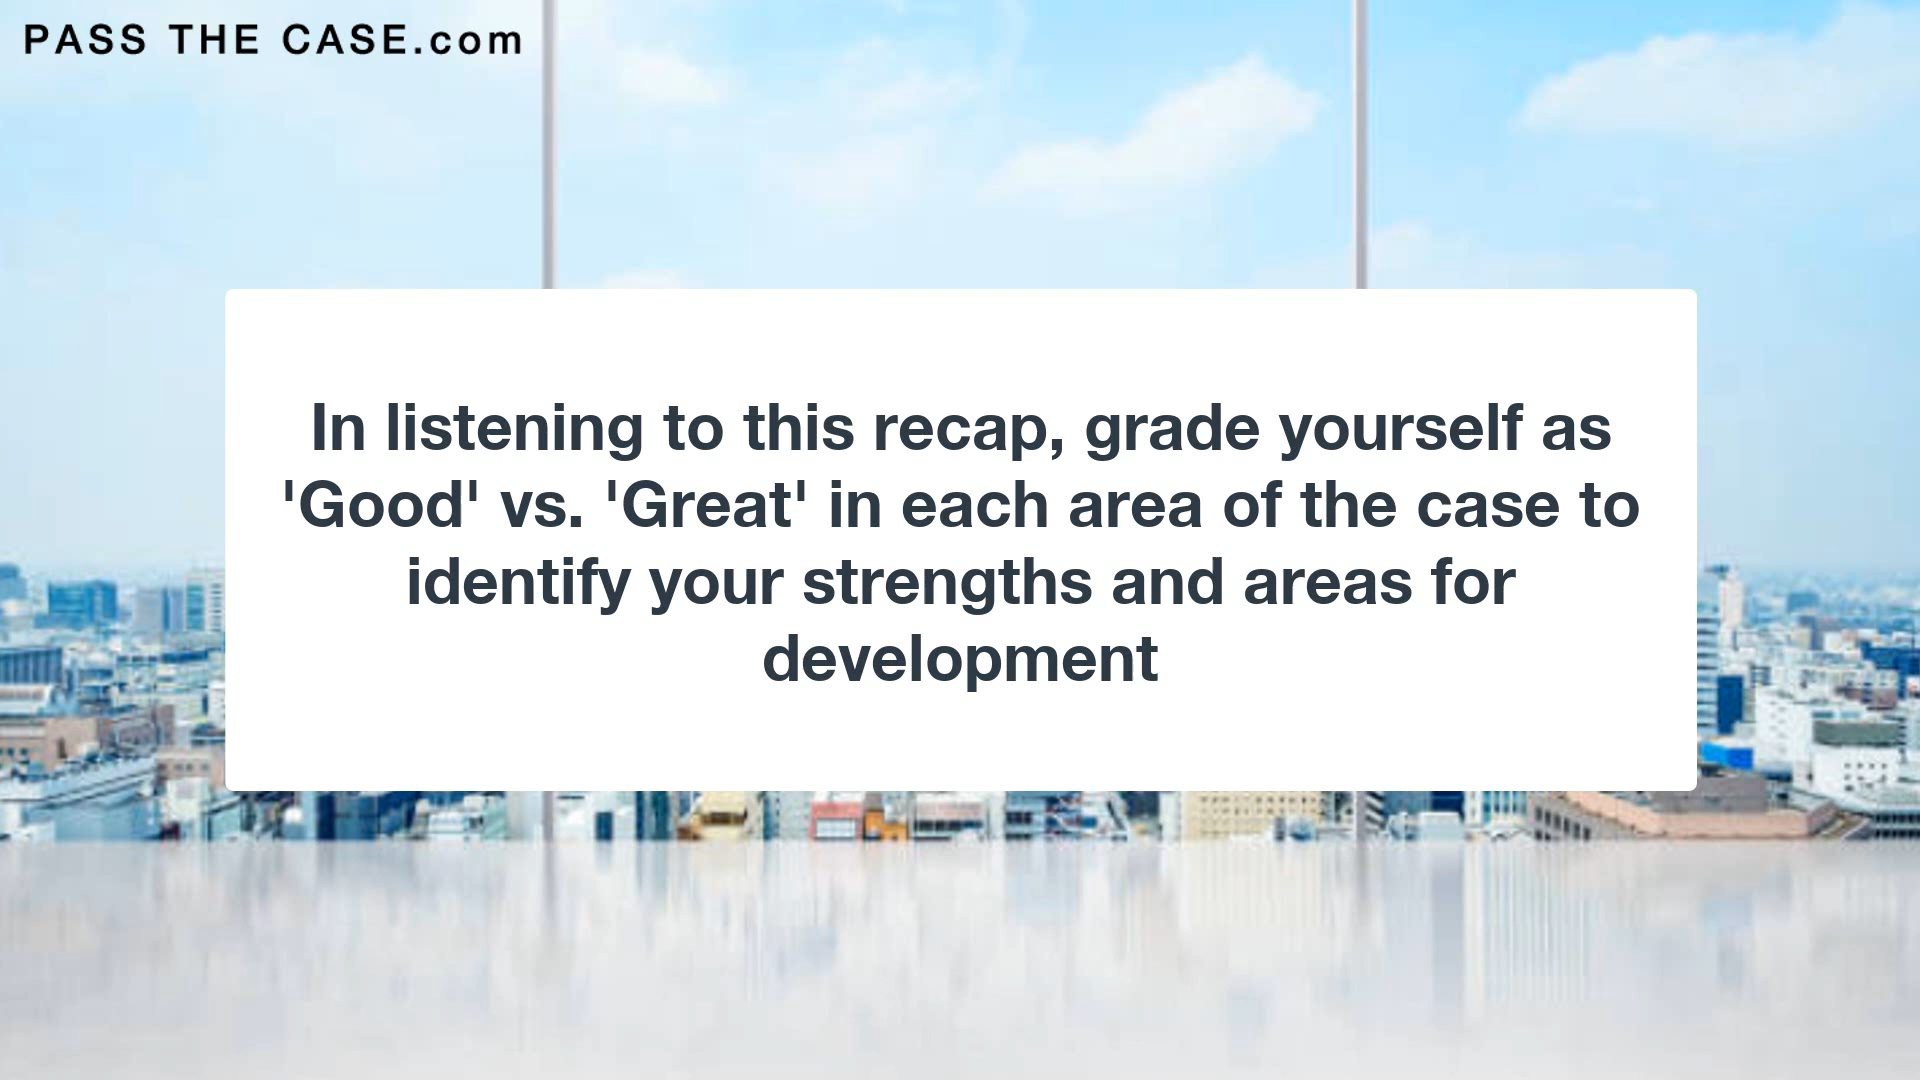 PASS THE CASE.com
In listening to this recap, grade yourself as
'Good' vs. 'Great' in each area of the case to
identify your strengths and areas for
development